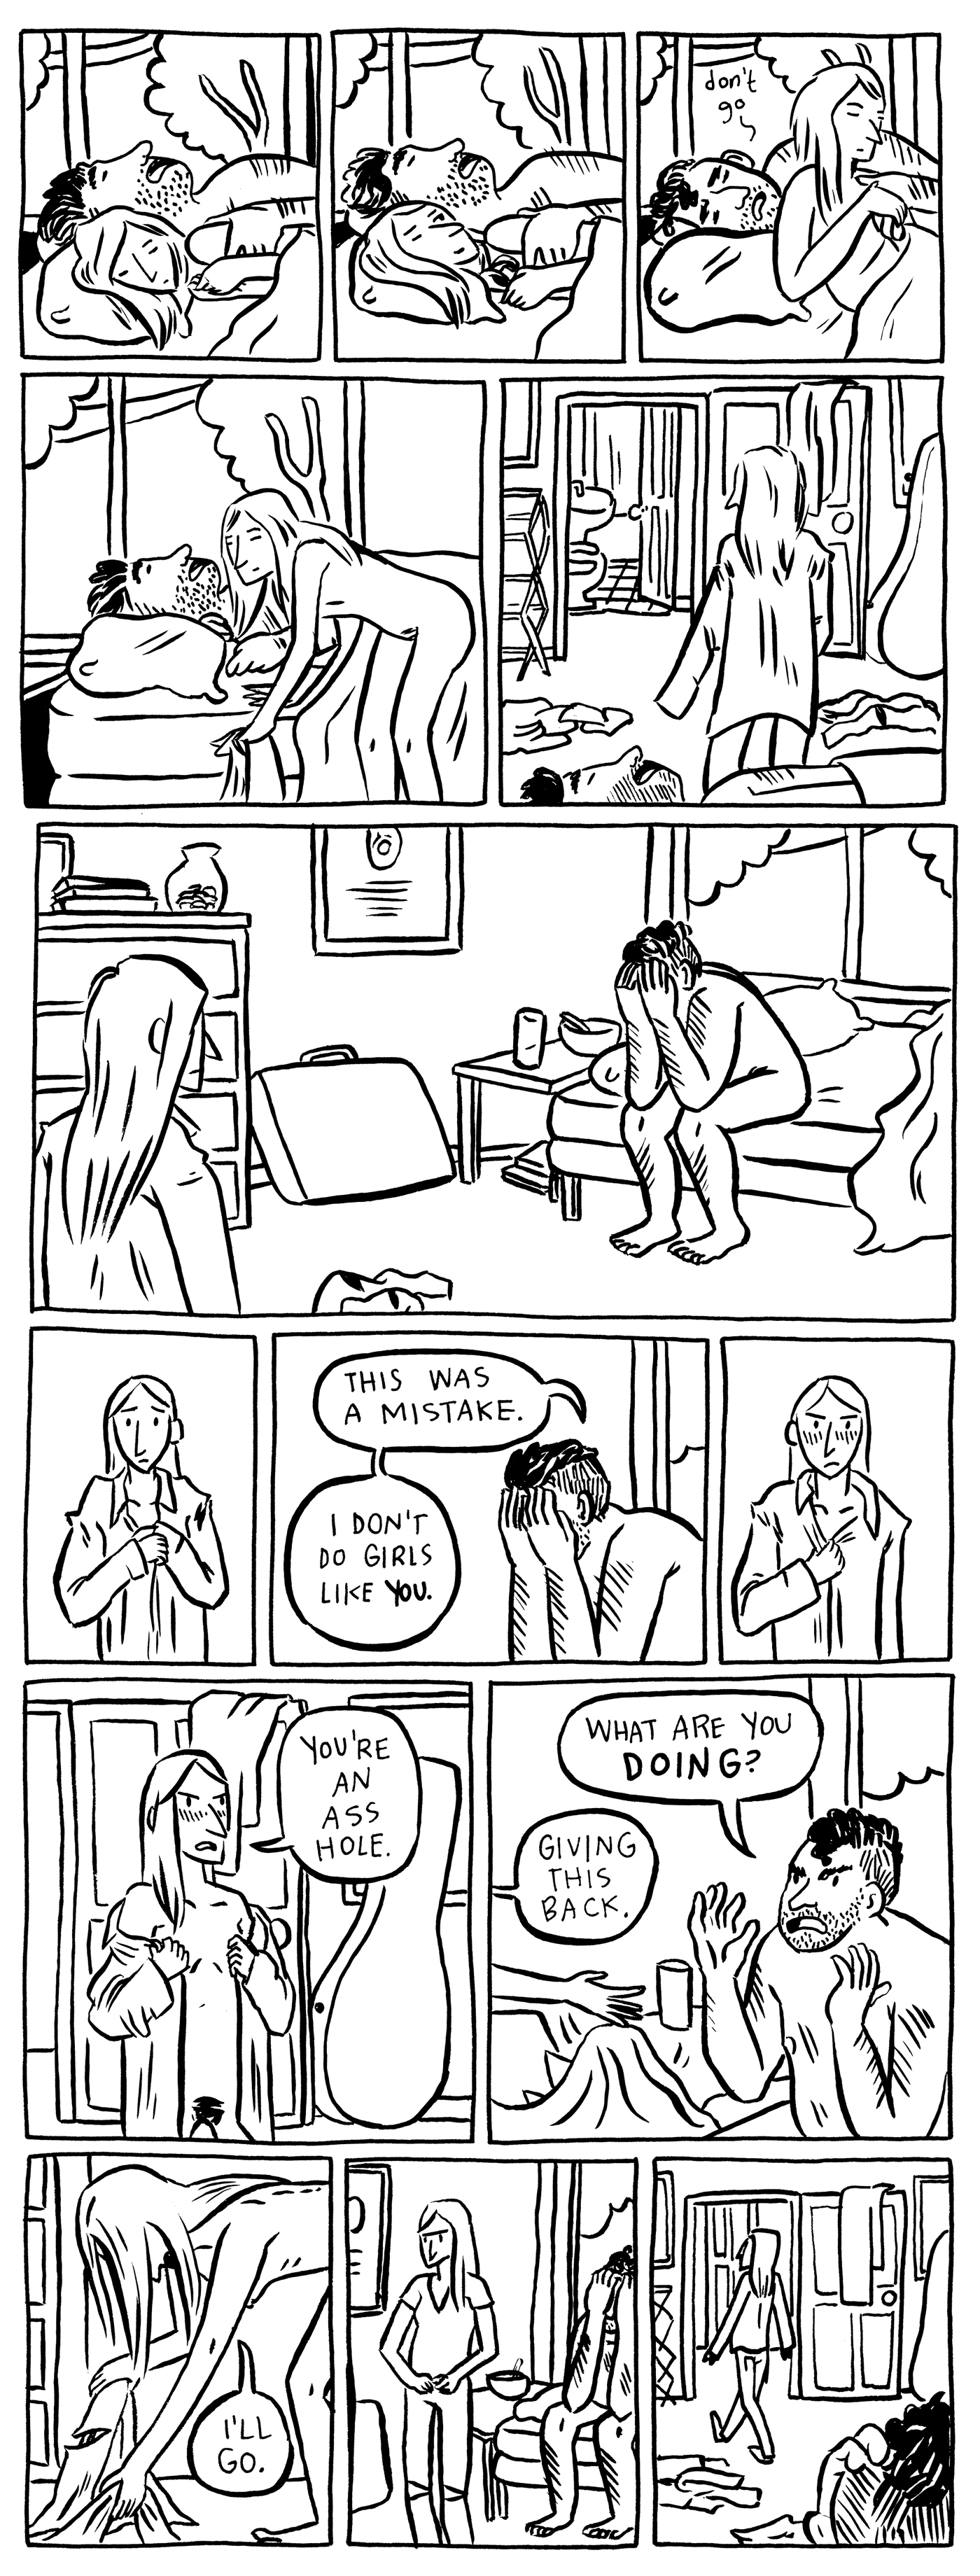 don't
go
THIS WAS
A MISTAKE.
I DON'T
DO GIRLS
LIKE YOU.
YOU'RE
AN
ASS
HOLE.
WHAT ARE YOU
DOING?
GIVING
THIS
BACK.
I'LL
GO.